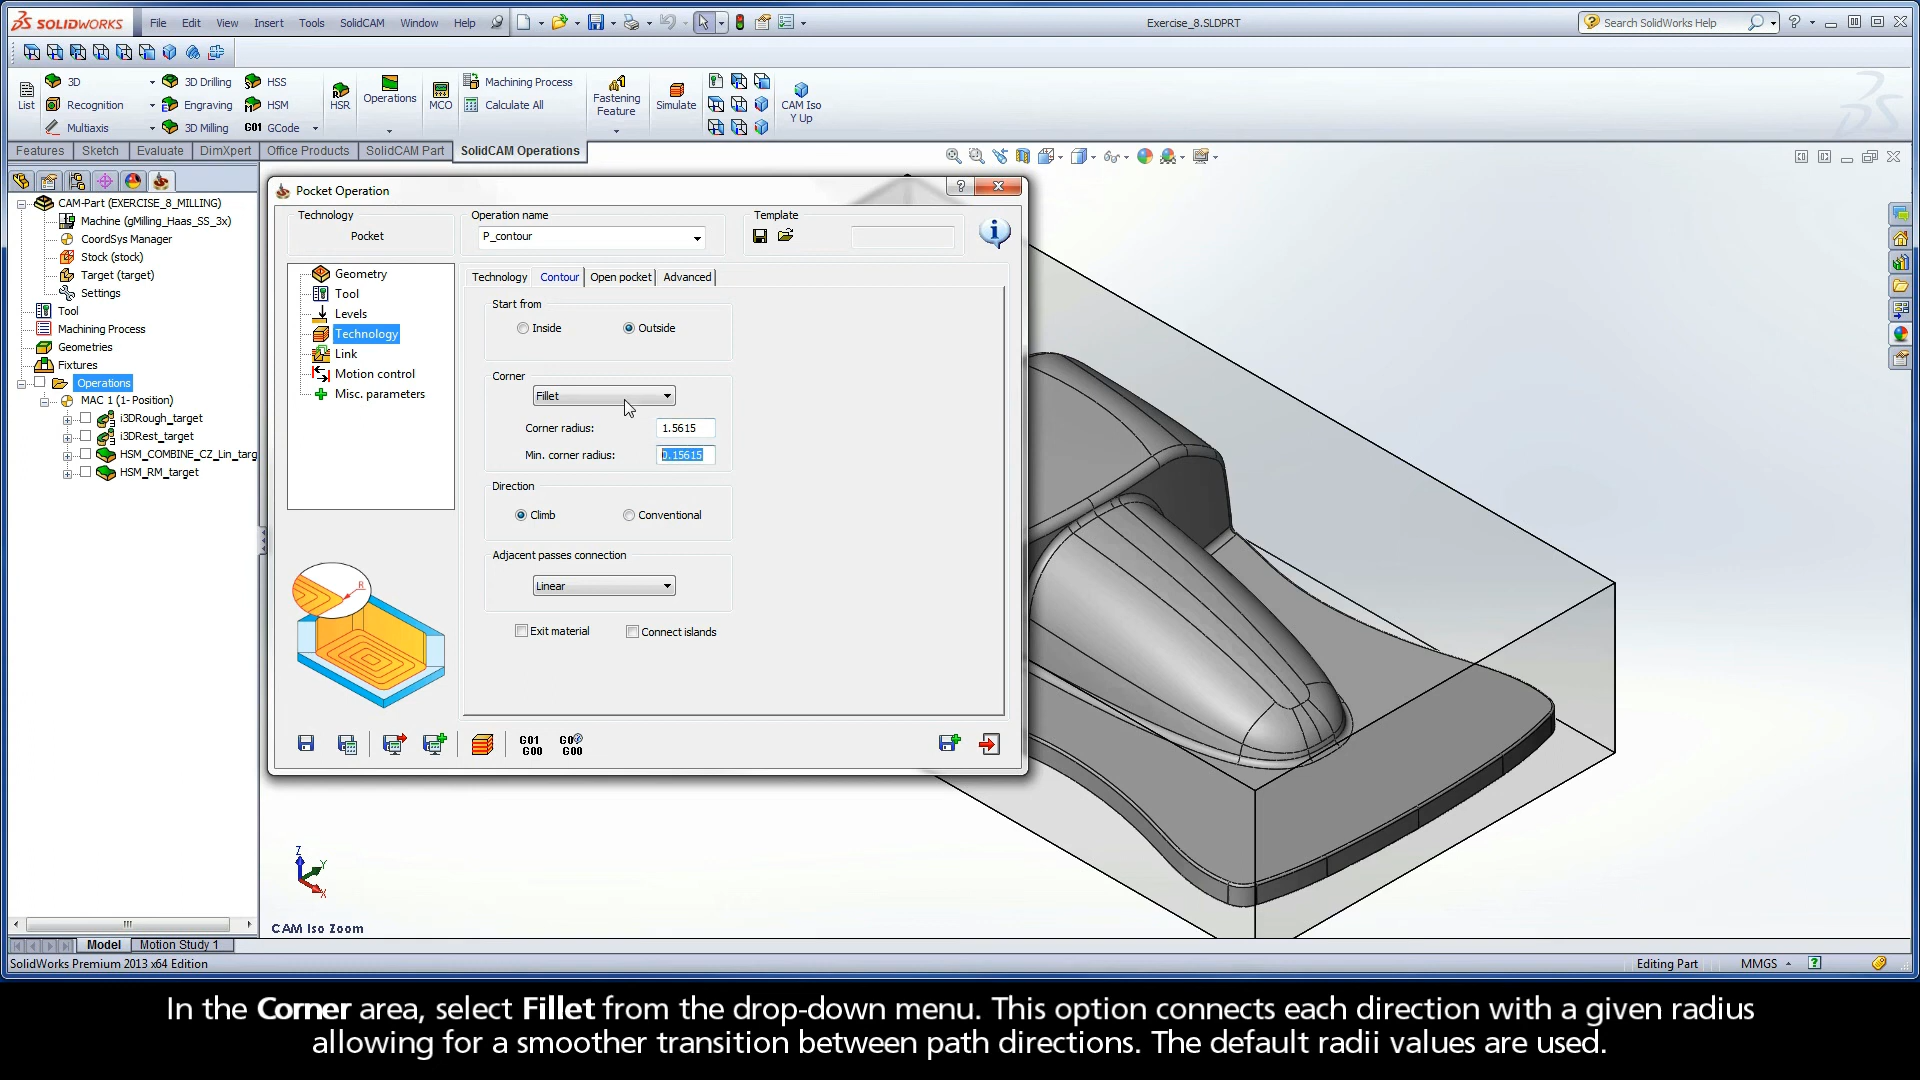 SOLIDWORKS File Edit View Insert Tools SolidCAM Window Help Exercise_8.SLDPRT Search SolidWorks Help
3D 3D Drilling HSS Machining Process
List Recognition Engraving HSM HSR Operations MCO Calculate All Fastening Feature Simulate CAM Iso Y Up
Multiaxis 3D Milling G01 GCode
Features Sketch Evaluate DimXpert Office Products SolidCAM Part SolidCAM Operations
CAM-Part (EXERCISE_8_MILLING)
Machine (gMilling_Haas_SS_3x)
CoordSys Manager
Stock (stock)
Target (target)
Settings
Tool
Machining Process
Geometries
Fixtures
Operations
MAC 1 (1- Position)
i3DRough_target
i3DRest_target
HSM_COMBINE_CZ_Lin_targ
HSM_RM_target
Pocket Operation
Technology Operation name Template
Pocket P_contour
Geometry
Tool
Levels
Technology
Link
Motion control
Misc. parameters
R
Technology Contour Open pocket Advanced
Start from
Inside Outside
Corner
Fillet
Corner radius: 1.5615
Min. corner radius: 0.15615
Direction
Climb Conventional
Adjacent passes connection
Linear
Exit material Connect islands
G01 G00
Z Y X
CAM Iso Zoom
Model Motion Study 1
SolidWorks Premium 2013 x64 Edition Editing Part MMGS
In the Corner area, select Fillet from the drop-down menu. This option connects each direction with a given radius
allowing for a smoother transition between path directions. The default radii values are used.